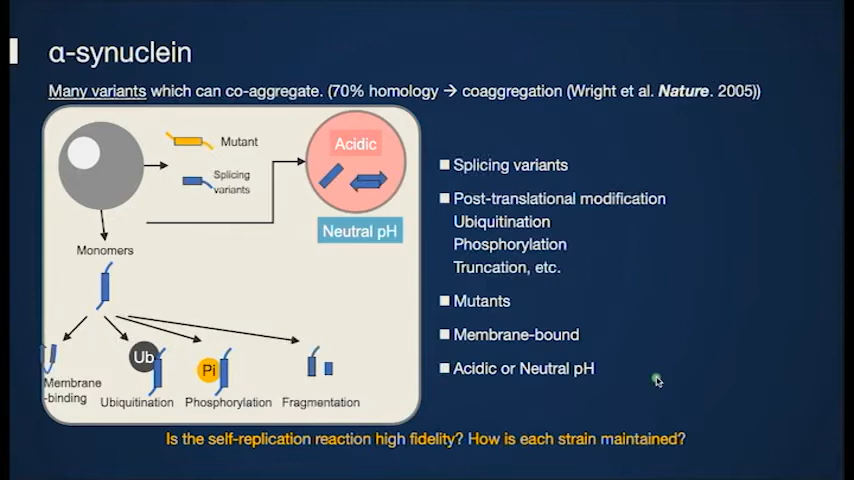 α-synuclein
Many variants which can co-aggregate. (70% homology → coaggregation (Wright et al. Nature. 2005))
Mutant
Splicing
variants
Acidic
Neutral pH
Monomers
Membrane
-binding
Ub
Ubiquitination
Pi
Phosphorylation
Fragmentation
Splicing variants
Post-translational modification
Ubiquitination
Phosphorylation
Truncation, etc.
Mutants
Membrane-bound
Acidic or Neutral pH
Is the self-replication reaction high fidelity? How is each strain maintained?